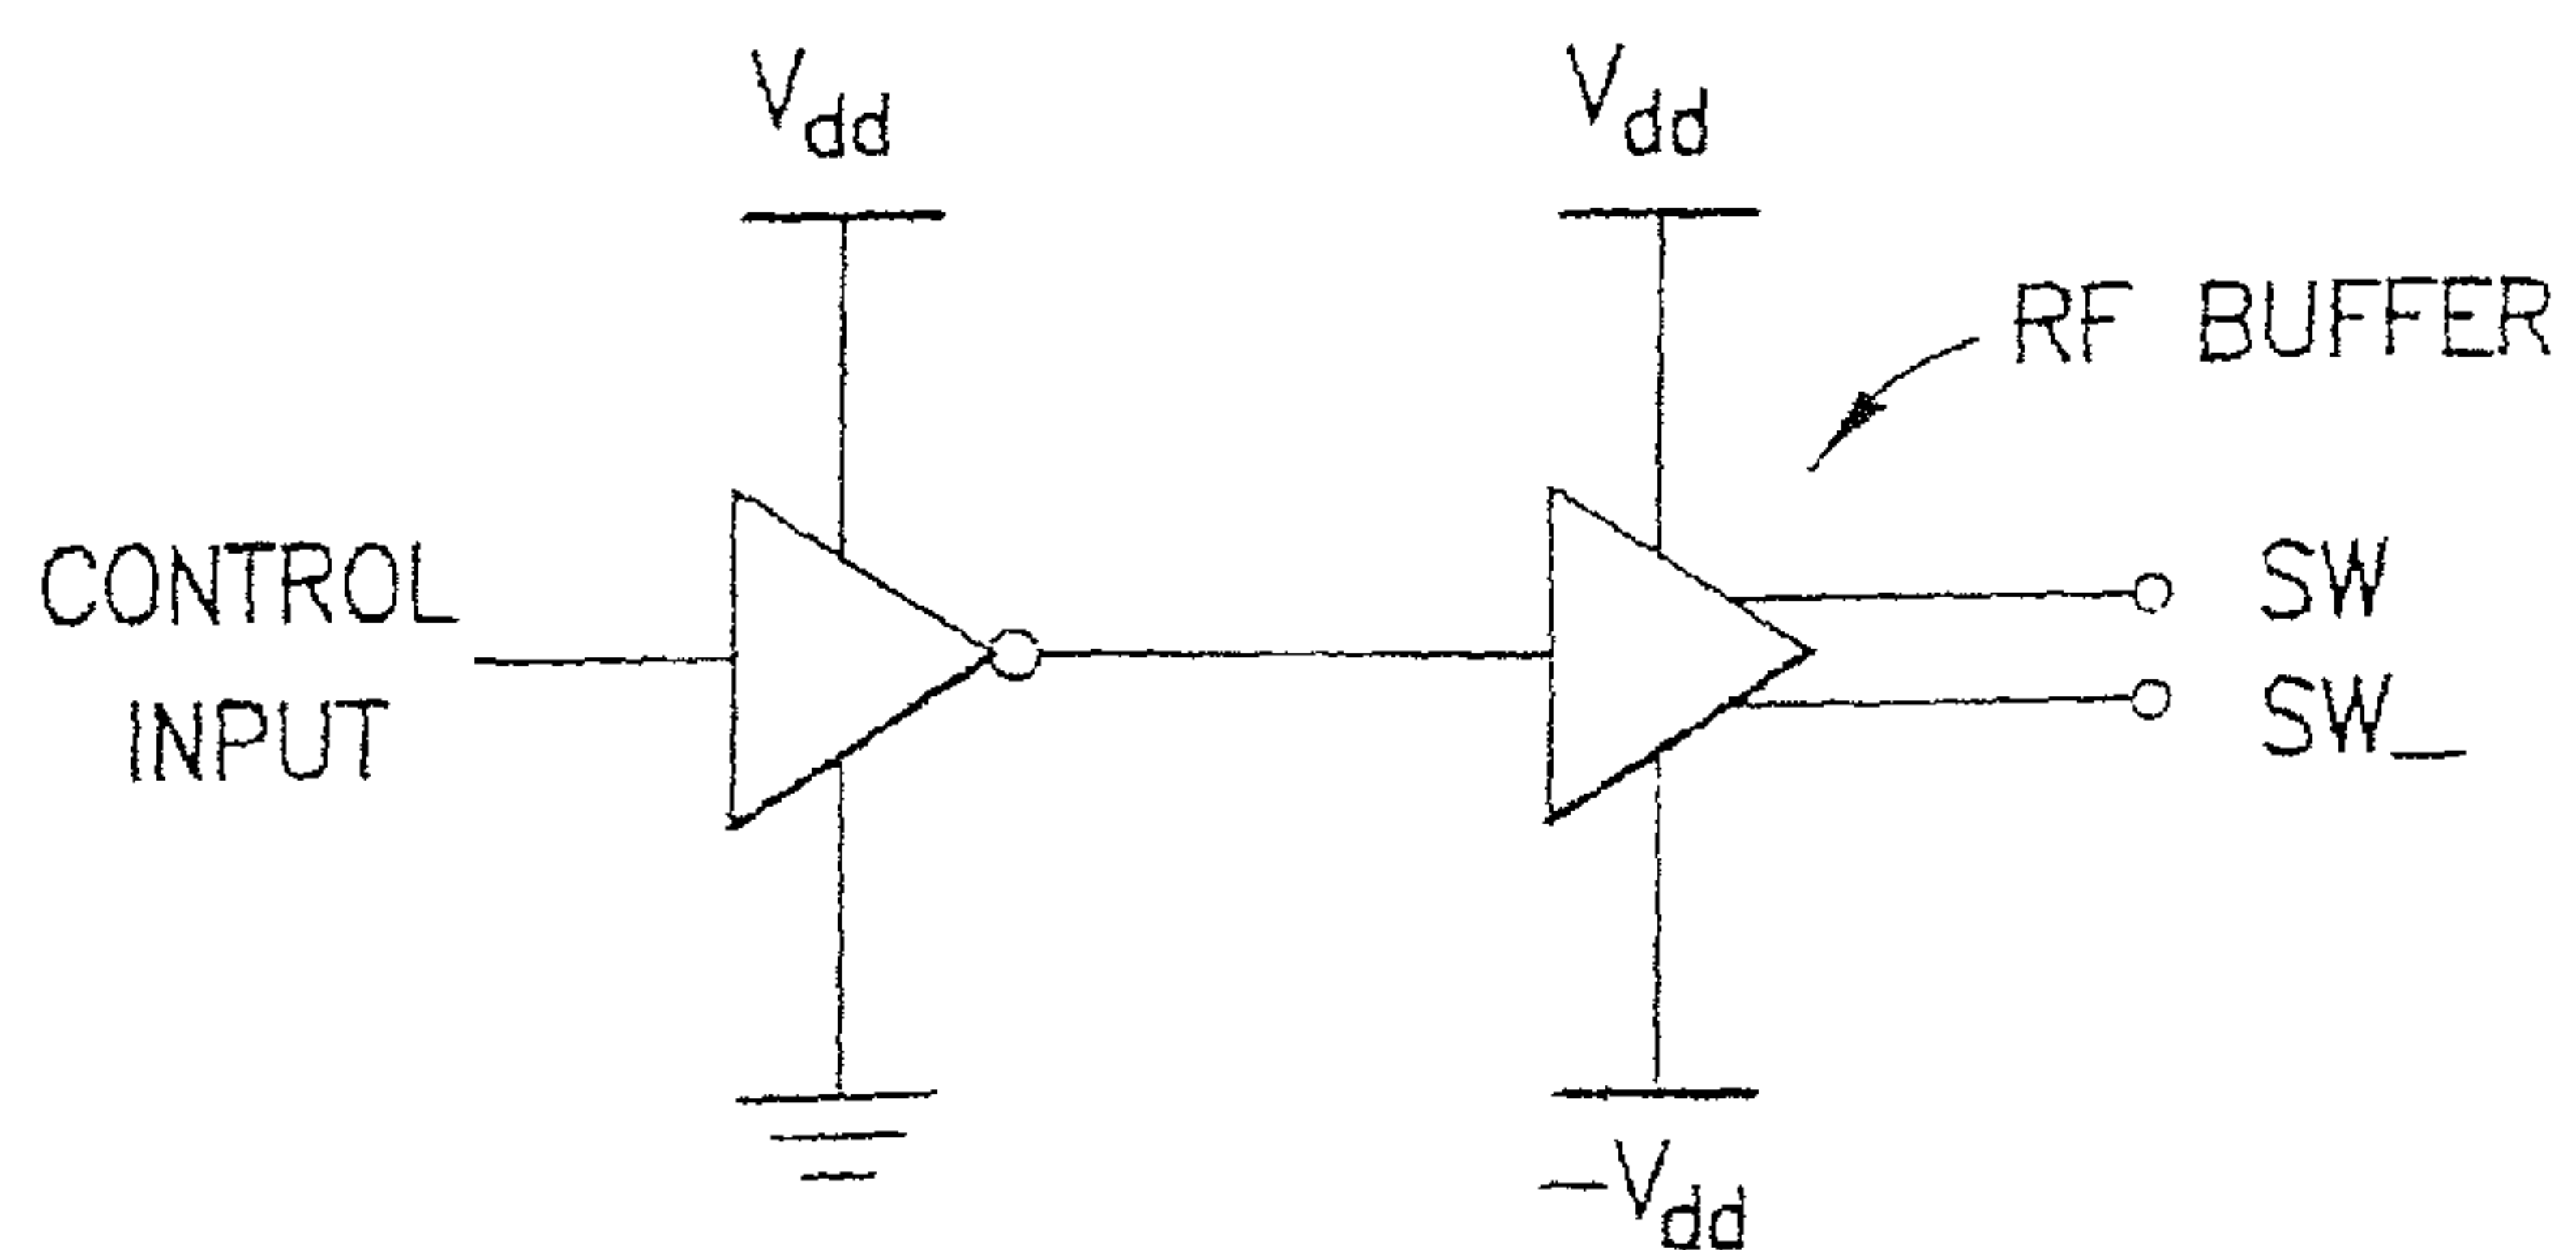 Vdd
Vdd
RF BUFFER
CONTROL
INPUT
SW
SW_
-Vdd